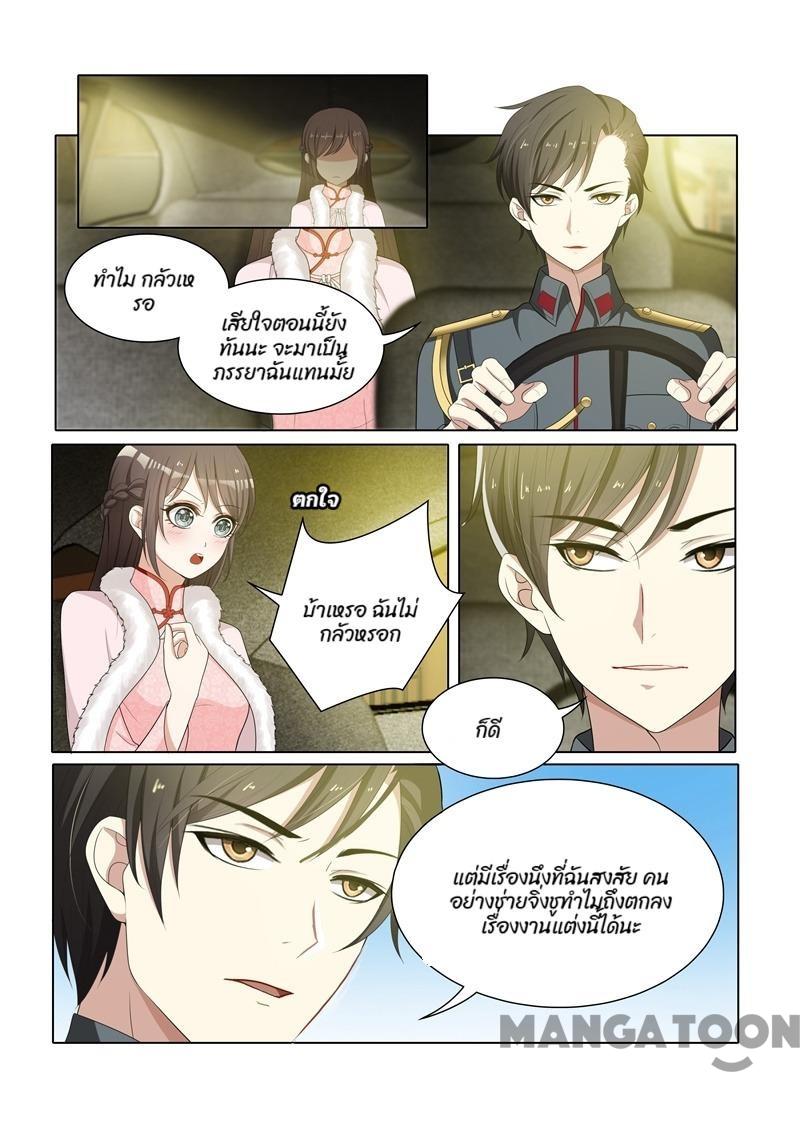 ทำไม กลัวเห
รอ
เสียใจตอนนี้ยัง
ทันนะ จะมาเป็น
ภรรยาฉันแทนมั้ย
ตกใจ
บ้าเหรอ ฉันไม่
กลัวหรอก
ก็ดี
แต่มีเรื่องนึงที่ฉันสงสัย คน
อย่างช่ายจิ่งชูทำไมถึงตกลง
เรื่องงานแต่งนี้ได้นะ
MANGATOON